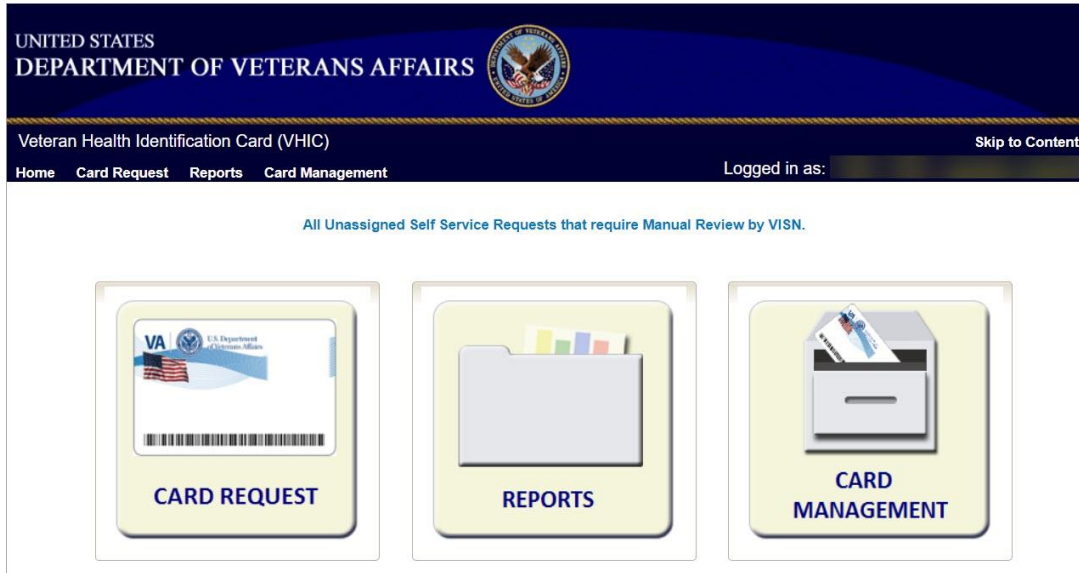 UNITED STATES
DEPARTMENT OF VETERANS AFFAIRS
Veteran Health Identification Card (VHIC)
Skip to Content
Home Card Request Reports Card Management
Logged in as:
All Unassigned Self Service Requests that require Manual Review by VISN.
VA
U.S. Department
of Veterans Affairs
CARD REQUEST
REPORTS
CARD
MANAGEMENT